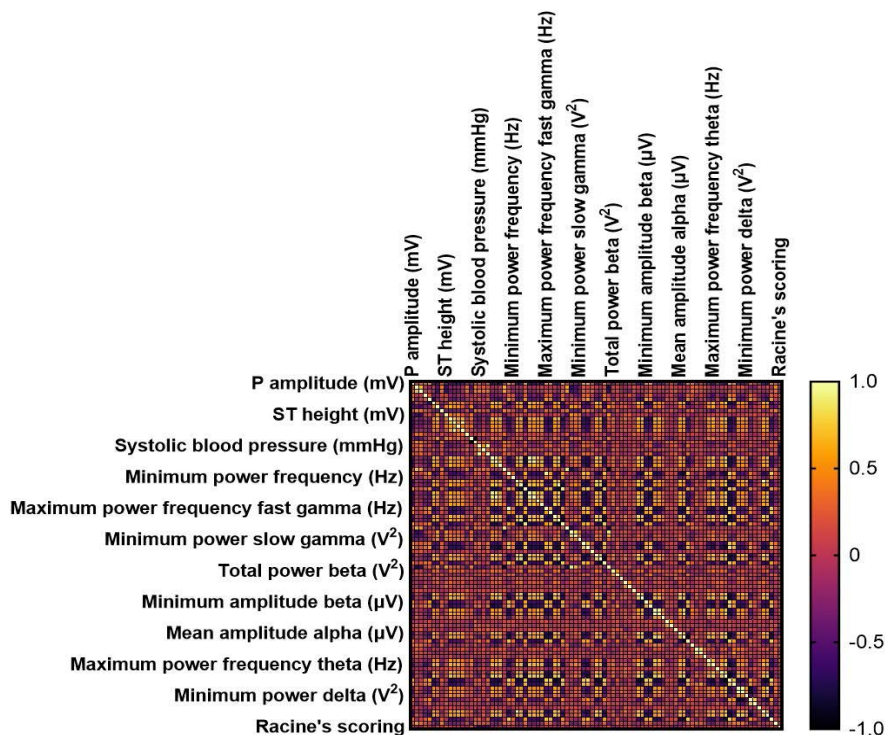 P amplitude (mV)
ST height (mV)
Systolic blood pressure (mmHg)
Minimum power frequency (Hz)
Maximum power frequency fast gamma (Hz)
Minimum power slow gamma (V²)
Total power beta (V²)
Minimum amplitude beta (µV)
Mean amplitude alpha (µV)
Maximum power frequency theta (Hz)
Minimum power delta (V²)
Racine's scoring
P amplitude (mV)
ST height (mV)
Systolic blood pressure (mmHg)
Minimum power frequency (Hz)
Maximum power frequency fast gamma (Hz)
Minimum power slow gamma (V²)
Total power beta (V²)
Minimum amplitude beta (µV)
Mean amplitude alpha (µV)
Maximum power frequency theta (Hz)
Minimum power delta (V²)
Racine's scoring
1.0
0.5
0
-0.5
-1.0